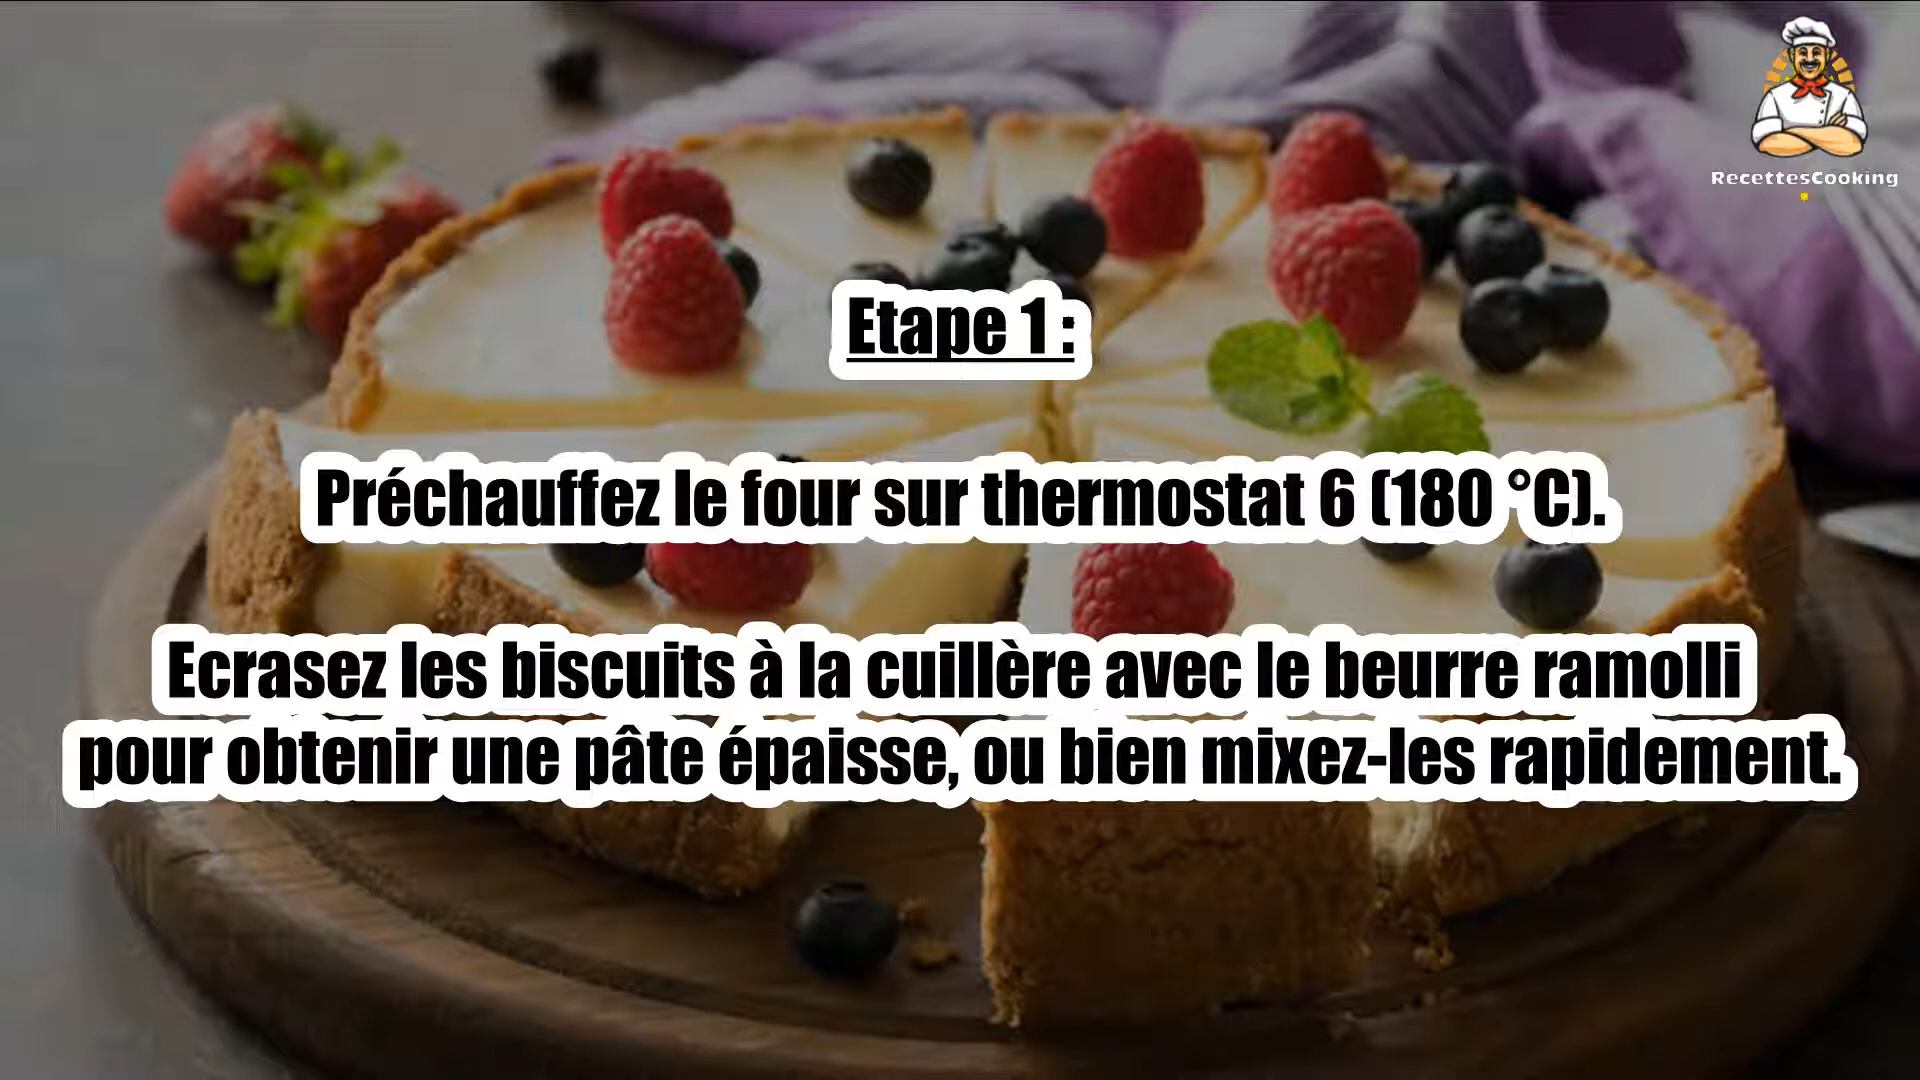 RecettesCooking
Etape 1 :
Préchauffez le four sur thermostat 6 (180 °C).
Ecrasez les biscuits à la cuillère avec le beurre ramolli
pour obtenir une pâte épaisse, ou bien mixez-les rapidement.